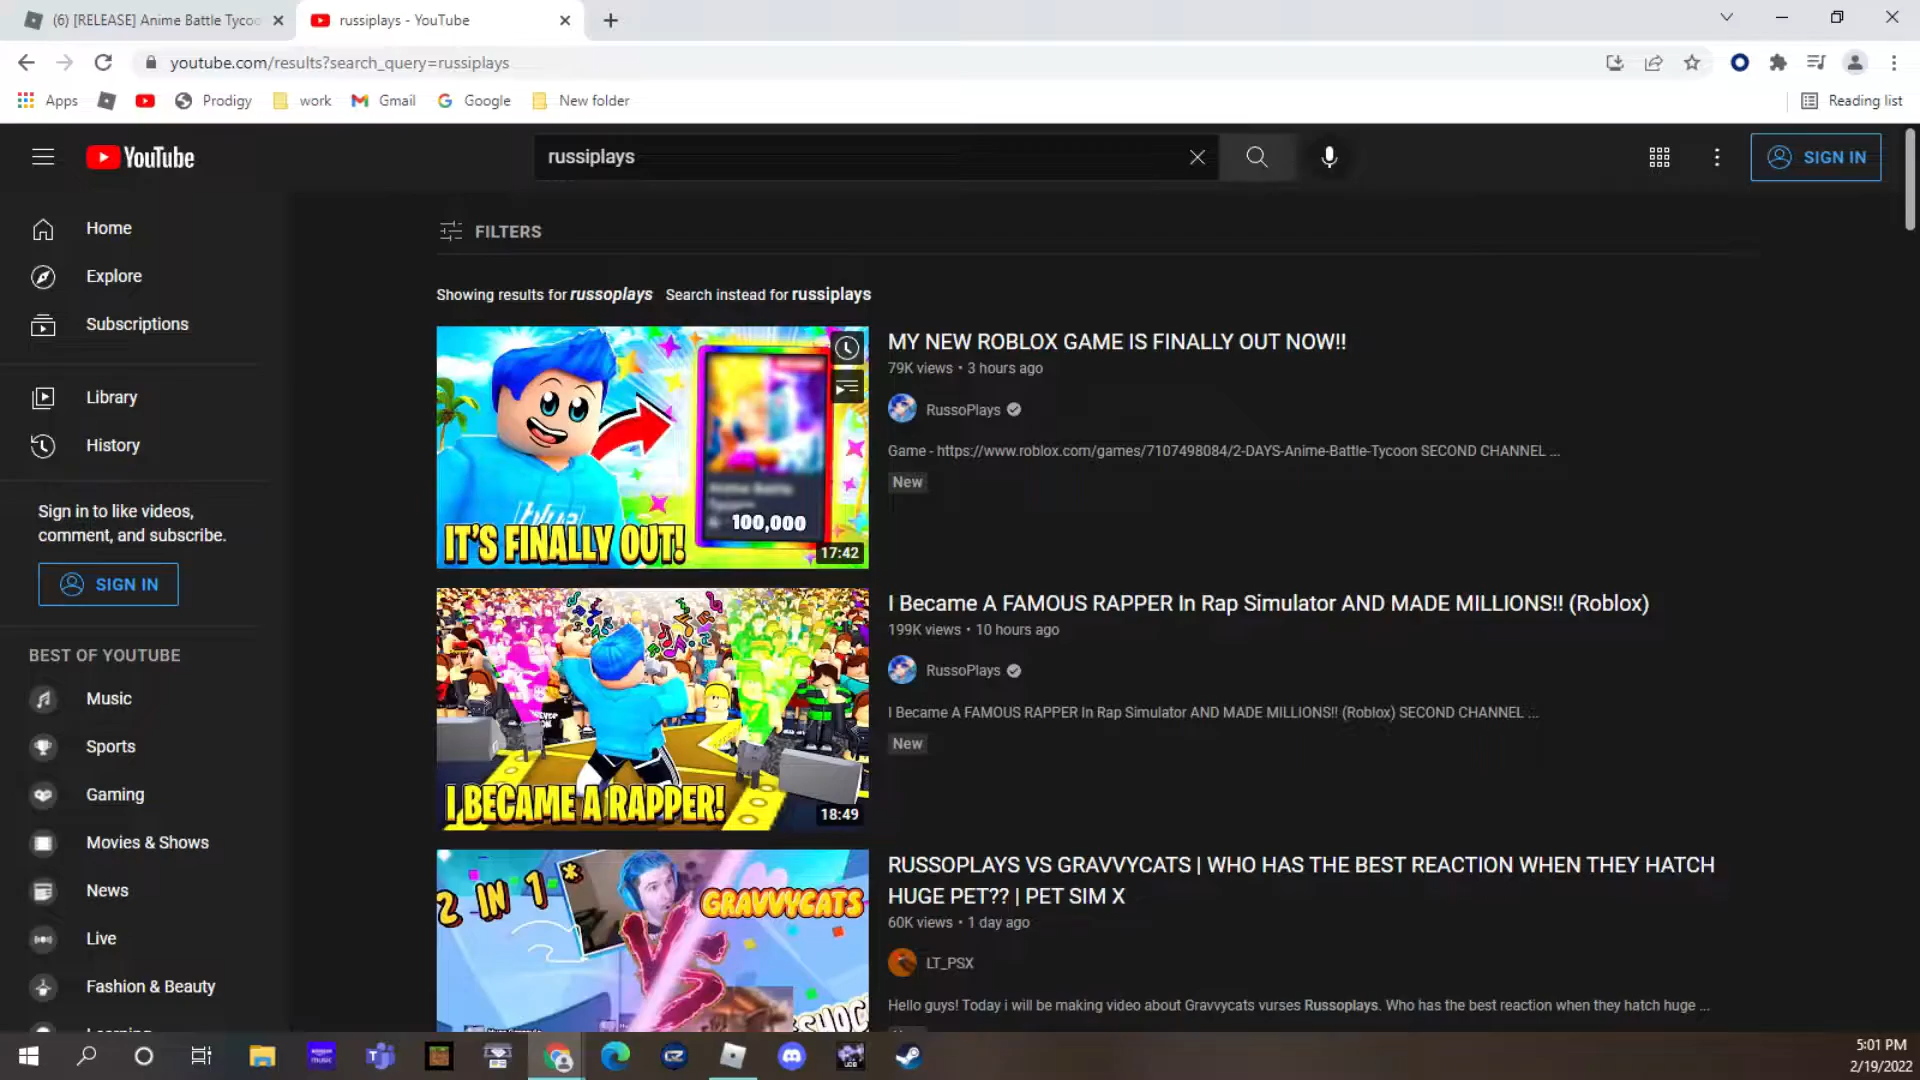 (6) [RELEASE] Anime Battle Tyco
russiplays - YouTube
youtube.com/results?search_query=russiplays
Apps
Prodigy
work
Gmail
Google
New folder
Reading list
YouTube
russiplays
SIGN IN
Home
Explore
Subscriptions
Library
History
Sign in to like videos,
comment, and subscribe.
SIGN IN
BEST OF YOUTUBE
Music
Sports
Gaming
Movies & Shows
News
Live
Fashion & Beauty
FILTERS
Showing results for russoplays Search instead for russiplays
100,000
IT'S FINALLY OUT!
17:42
MY NEW ROBLOX GAME IS FINALLY OUT NOW!!
79K views • 3 hours ago
RussoPlays
Game - https://www.roblox.com/games/7107498084/2-DAYS-Anime-Battle-Tycoon SECOND CHANNEL ...
New
I BECAME A RAPPER!
18:49
I Became A FAMOUS RAPPER In Rap Simulator AND MADE MILLIONS!! (Roblox)
199K views • 10 hours ago
RussoPlays
I Became A FAMOUS RAPPER In Rap Simulator AND MADE MILLIONS!! (Roblox) SECOND CHANNEL ...
New
2 IN 1 *
GRAVVYCATS
VS
RUSSOPLAYS VS GRAVVYCATS | WHO HAS THE BEST REACTION WHEN THEY HATCH
HUGE PET?? | PET SIM X
60K views • 1 day ago
LT_PSX
Hello guys! Today i will be making video about Gravvycats vurses Russoplays. Who has the best reaction when they hatch huge ...
5:01 PM
2/19/2022